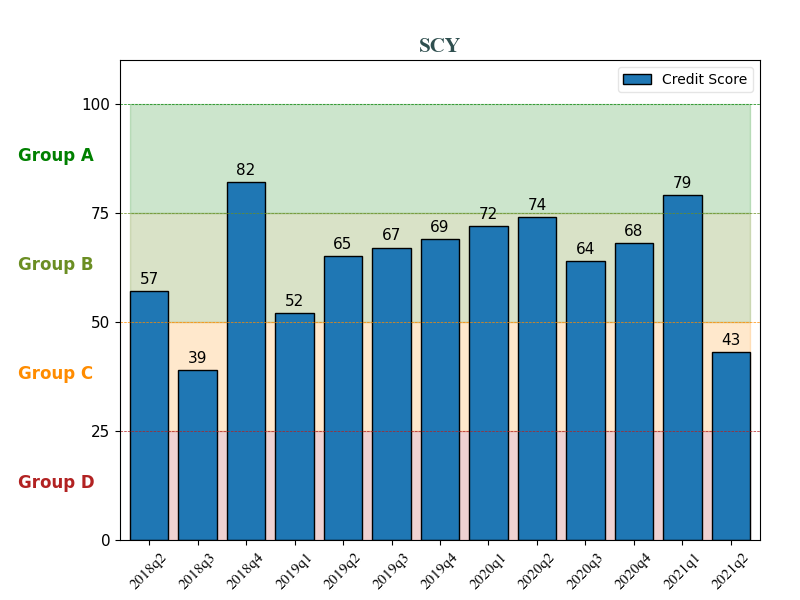 SCY
Credit Score
100
Group A
82
79
75
57
39
52
65
67
69
72
74
64
68
43
Group B
50
Group C
25
Group D
0
2018q2
2018q3
2018q4
2019q1
2019q2
2019q3
2019q4
2020q1
2020q2
2020q3
2020q4
2021q1
2021q2